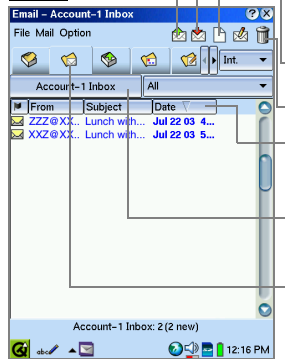 Email – Account–1 Inbox
File Mail Option
Int.
Account–1 Inbox All
From Subject Date
ZZZ@XX.. Lunch with... Jul 22 03 4...
XXZ@XX.. Lunch with... Jul 22 03 5...
Account–1 Inbox: 2 (2 new)
abc 12:16 PM